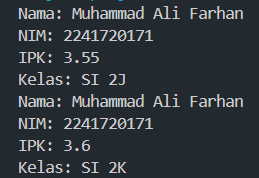 Nama: Muhammad Ali Farhan
NIM: 2241720171
IPK: 3.55
Kelas: SI 2J
Nama: Muhammad Ali Farhan
NIM: 2241720171
IPK: 3.6
Kelas: SI 2K